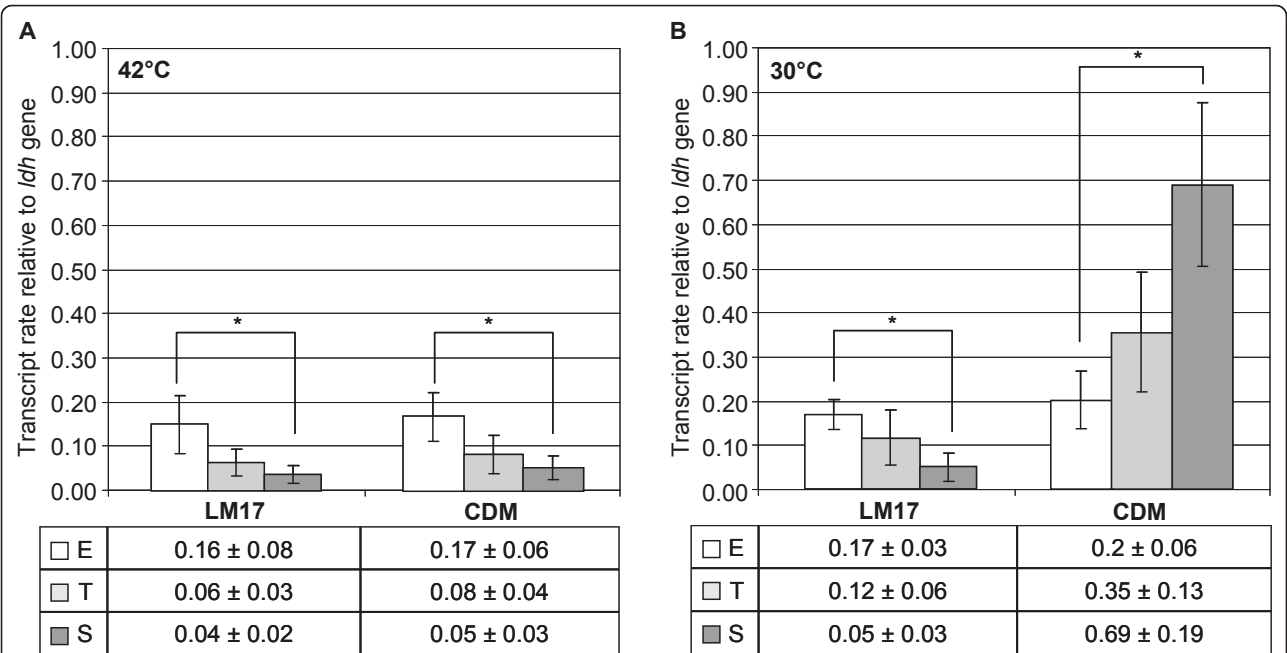 A
42°C
Transcript rate relative to ldh gene
1.00
0.90
0.80
0.70
0.60
0.50
0.40
0.30
0.20
0.10
0.00
*
*
LM17 CDM
E 0.16 ± 0.08 0.17 ± 0.06
T 0.06 ± 0.03 0.08 ± 0.04
S 0.04 ± 0.02 0.05 ± 0.03
B
30°C
Transcript rate relative to ldh gene
1.00
0.90
0.80
0.70
0.60
0.50
0.40
0.30
0.20
0.10
0.00
*
*
LM17 CDM
E 0.17 ± 0.03 0.2 ± 0.06
T 0.12 ± 0.06 0.35 ± 0.13
S 0.05 ± 0.03 0.69 ± 0.19